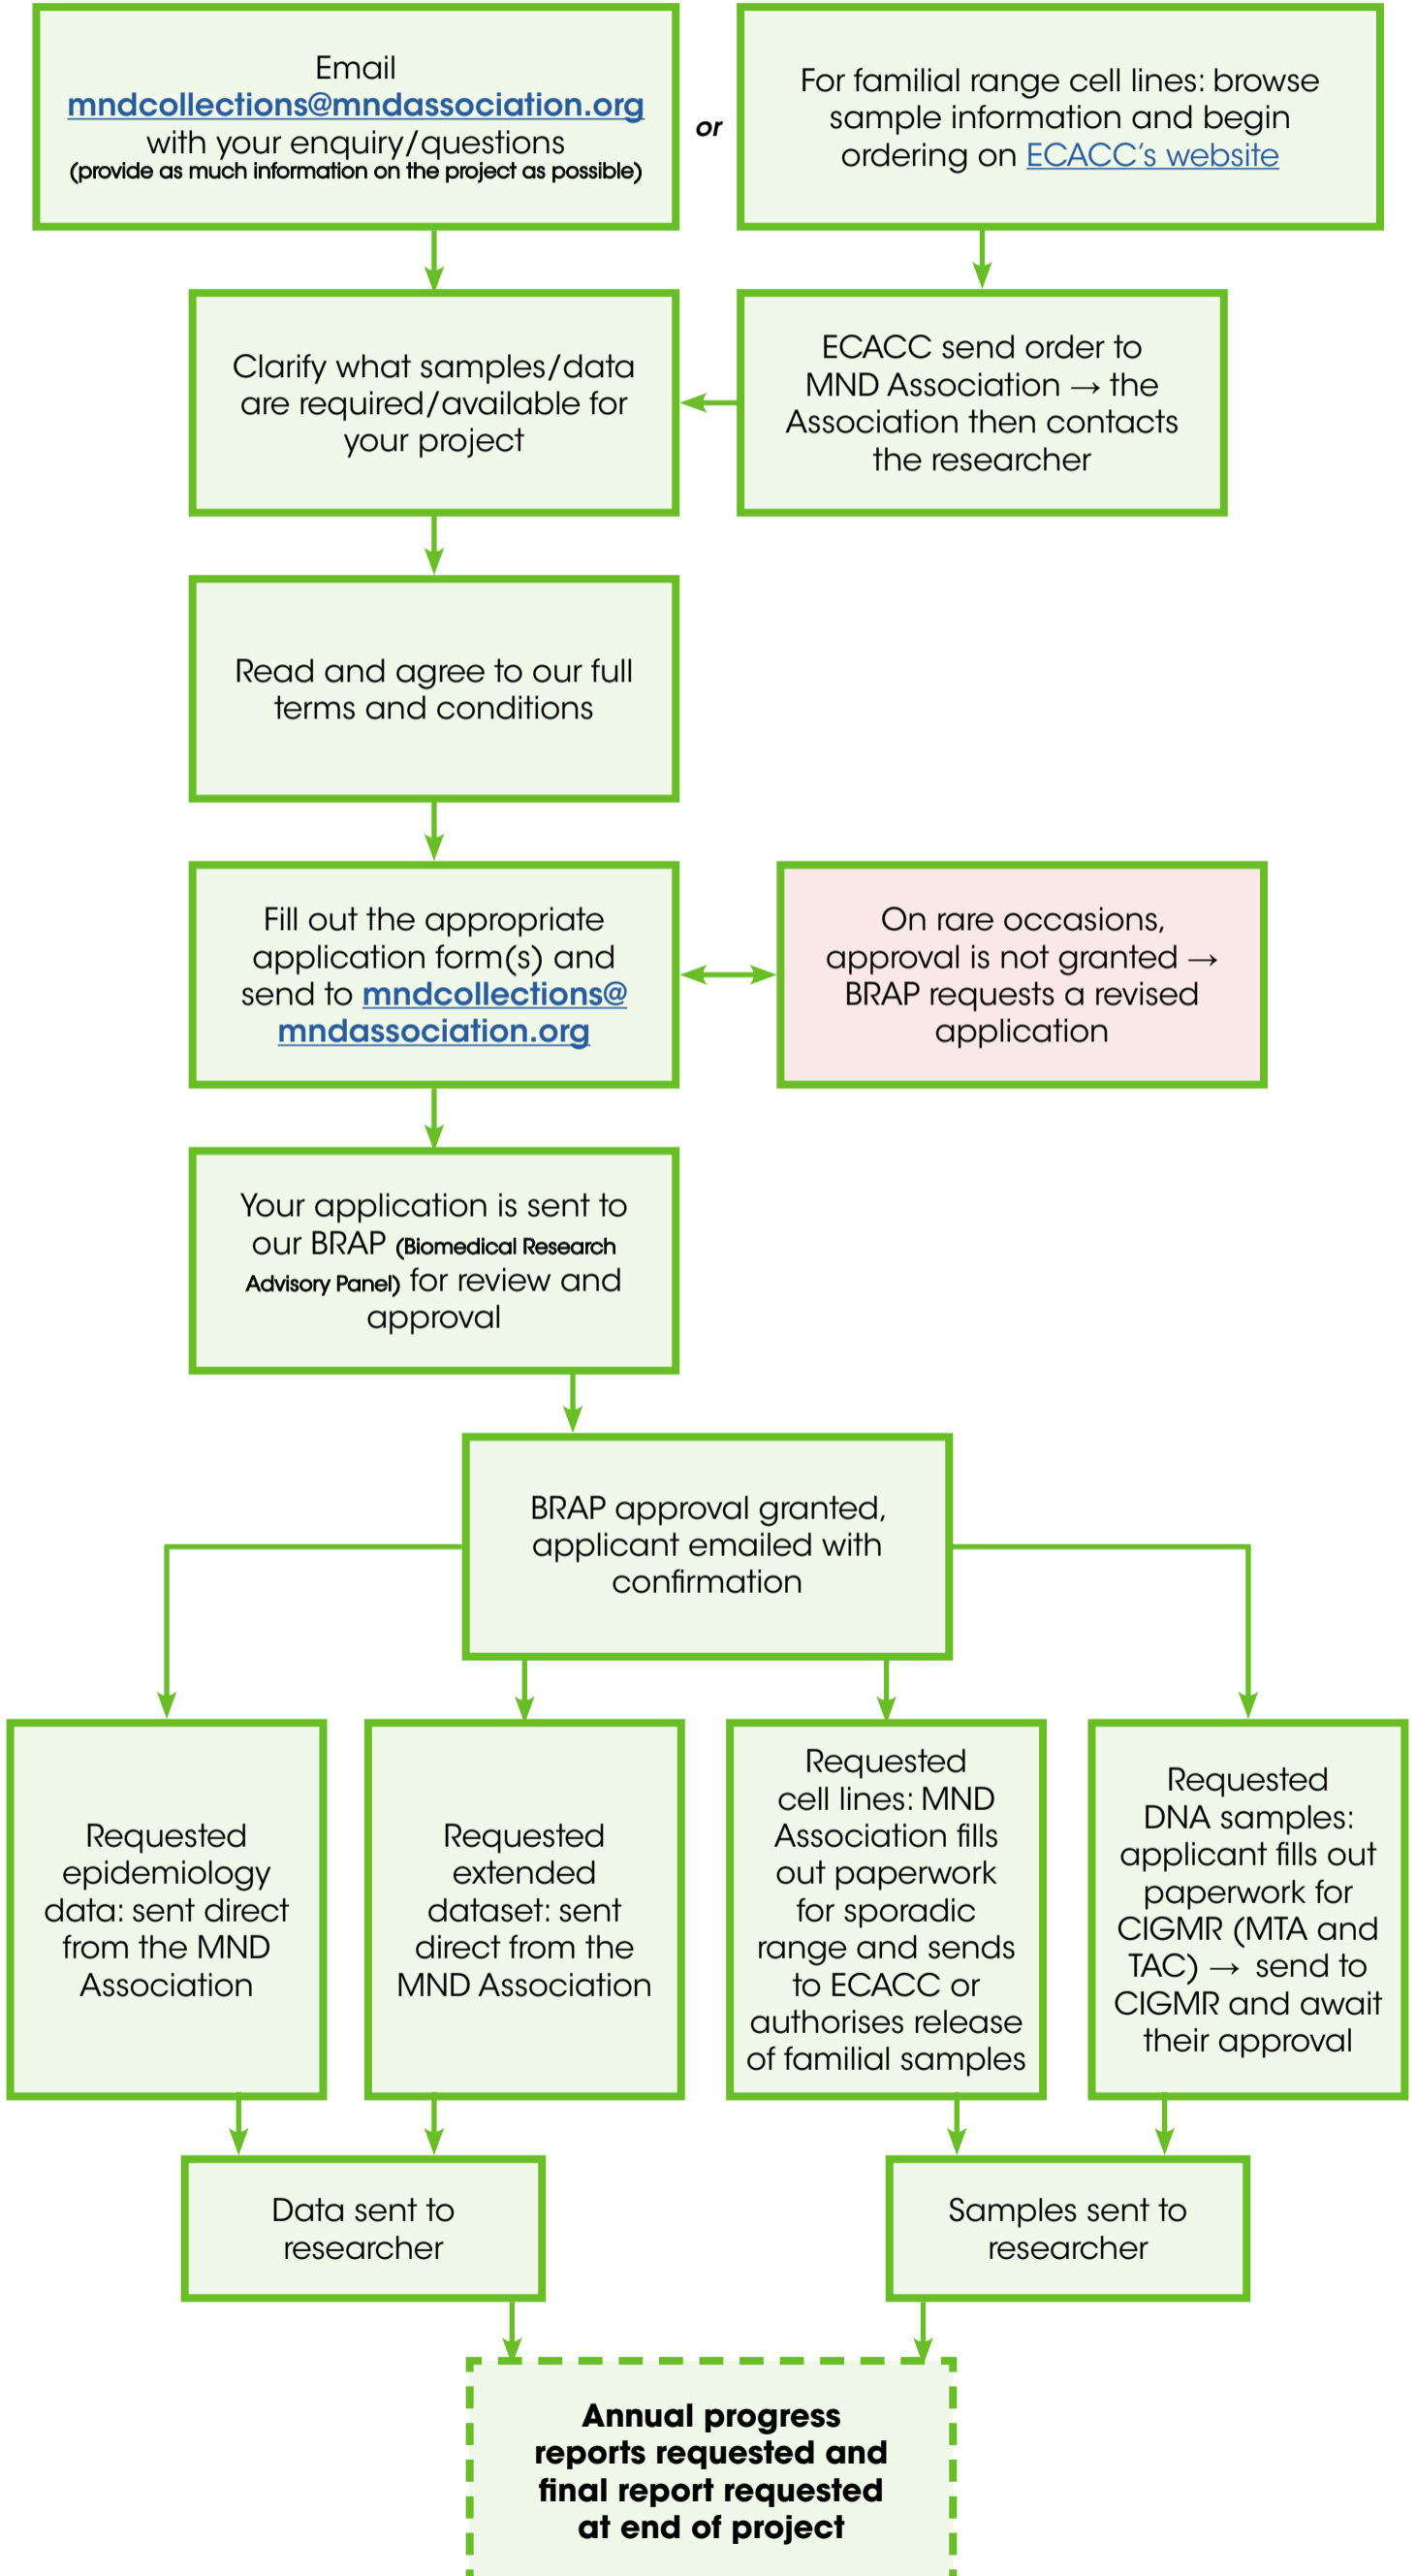 Email
mndcollections@mndassociation.org
with your enquiry/questions
(provide as much information on the project as possible)
or
For familial range cell lines: browse
sample information and begin
ordering on ECACC's website
Clarify what samples/data
are required/available for
your project
ECACC send order to
MND Association → the
Association then contacts
the researcher
Read and agree to our full
terms and conditions
Fill out the appropriate
application form(s) and
send to mndcollections@
mndassociation.org
On rare occasions,
approval is not granted →
BRAP requests a revised
application
Your application is sent to
our BRAP (Biomedical Research
Advisory Panel) for review and
approval
BRAP approval granted,
applicant emailed with
confirmation
Requested
epidemiology
data: sent direct
from the MND
Association
Requested
extended
dataset: sent
direct from the
MND Association
Requested
cell lines: MND
Association fills
out paperwork
for sporadic
range and sends
to ECACC or
authorises release
of familial samples
Requested
DNA samples:
applicant fills out
paperwork for
CIGMR (MTA and
TAC) → send to
CIGMR and await
their approval
Data sent to
researcher
Samples sent to
researcher
Annual progress
reports requested and
final report requested
at end of project